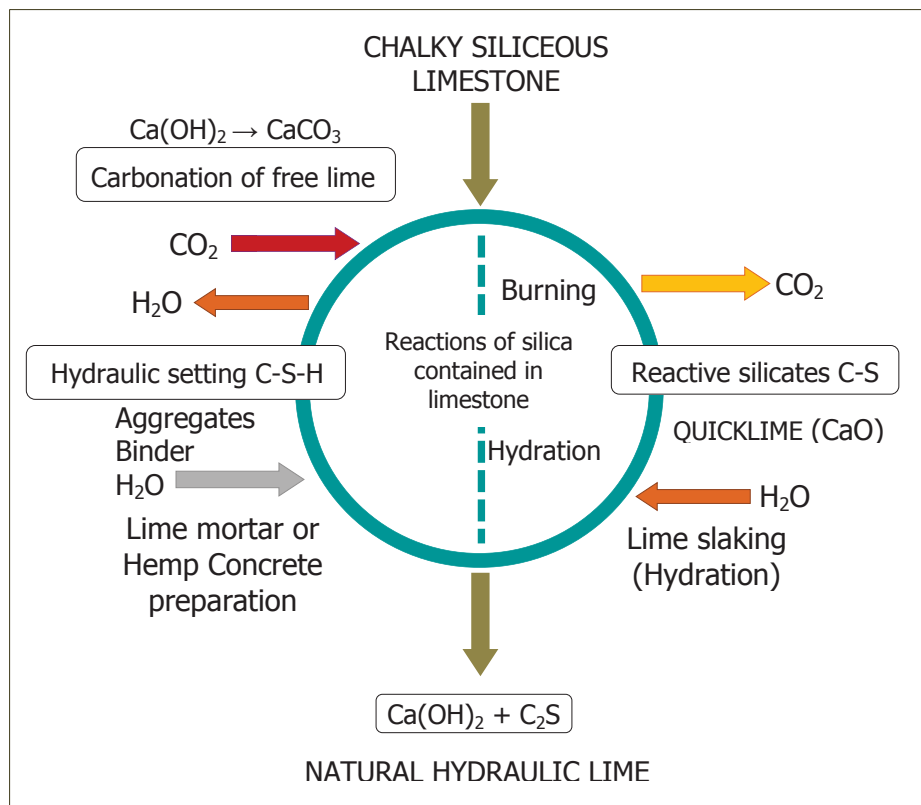 CHALKY SILICEOUS
LIMESTONE
Ca(OH)₂ → CaCO₃
Carbonation of free lime
CO₂
H₂O
Burning
CO₂
Reactions of silica
contained in
limestone
Hydraulic setting C-S-H
Reactive silicates C-S
Aggregates
Binder
H₂O
QUICKLIME (CaO)
Hydration
H₂O
Lime mortar or
Hemp Concrete
preparation
Lime slaking
(Hydration)
Ca(OH)₂ + C₂S
NATURAL HYDRAULIC LIME